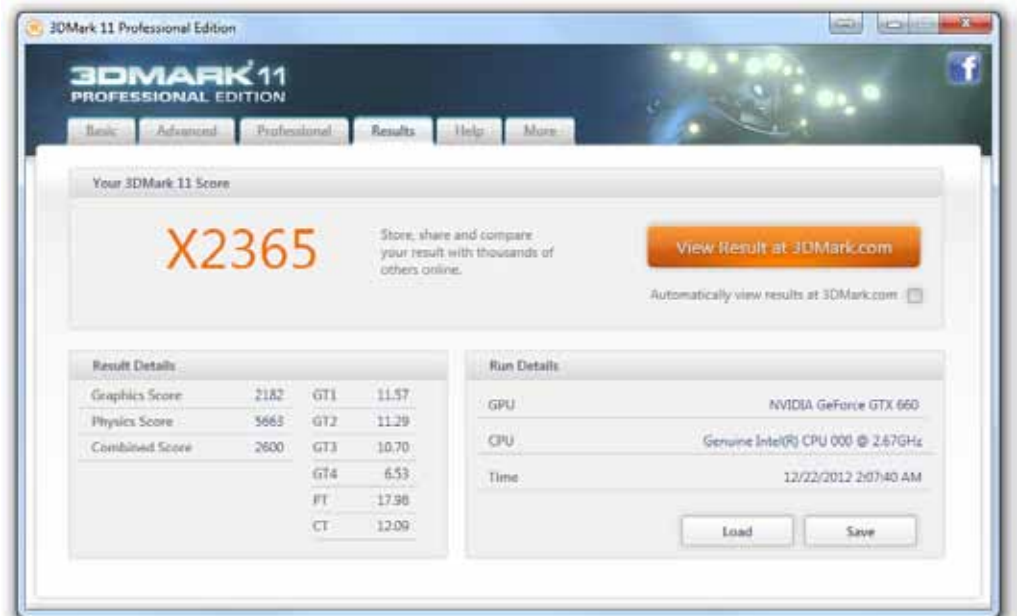 3DMark 11 Professional Edition
3DMARK'11
PROFESSIONAL EDITION
Basic Advanced Professional Results Help More
Your 3DMark 11 Score
X2365
Store, share and compare
your result with thousands of
others online.
View Result at 3DMark.com
Automatically view results at 3DMark.com
Result Details
Graphics Score 2182 GT1 11.57
Physics Score 5663 GT2 11.29
Combined Score 2600 GT3 10.70
GT4 6.53
PT 17.98
CT 12.09
Run Details
GPU NVIDIA GeForce GTX 660
CPU Genuine Intel(R) CPU 000 @ 2.67GHz
Time 12/22/2012 2:07:40 AM
Load Save